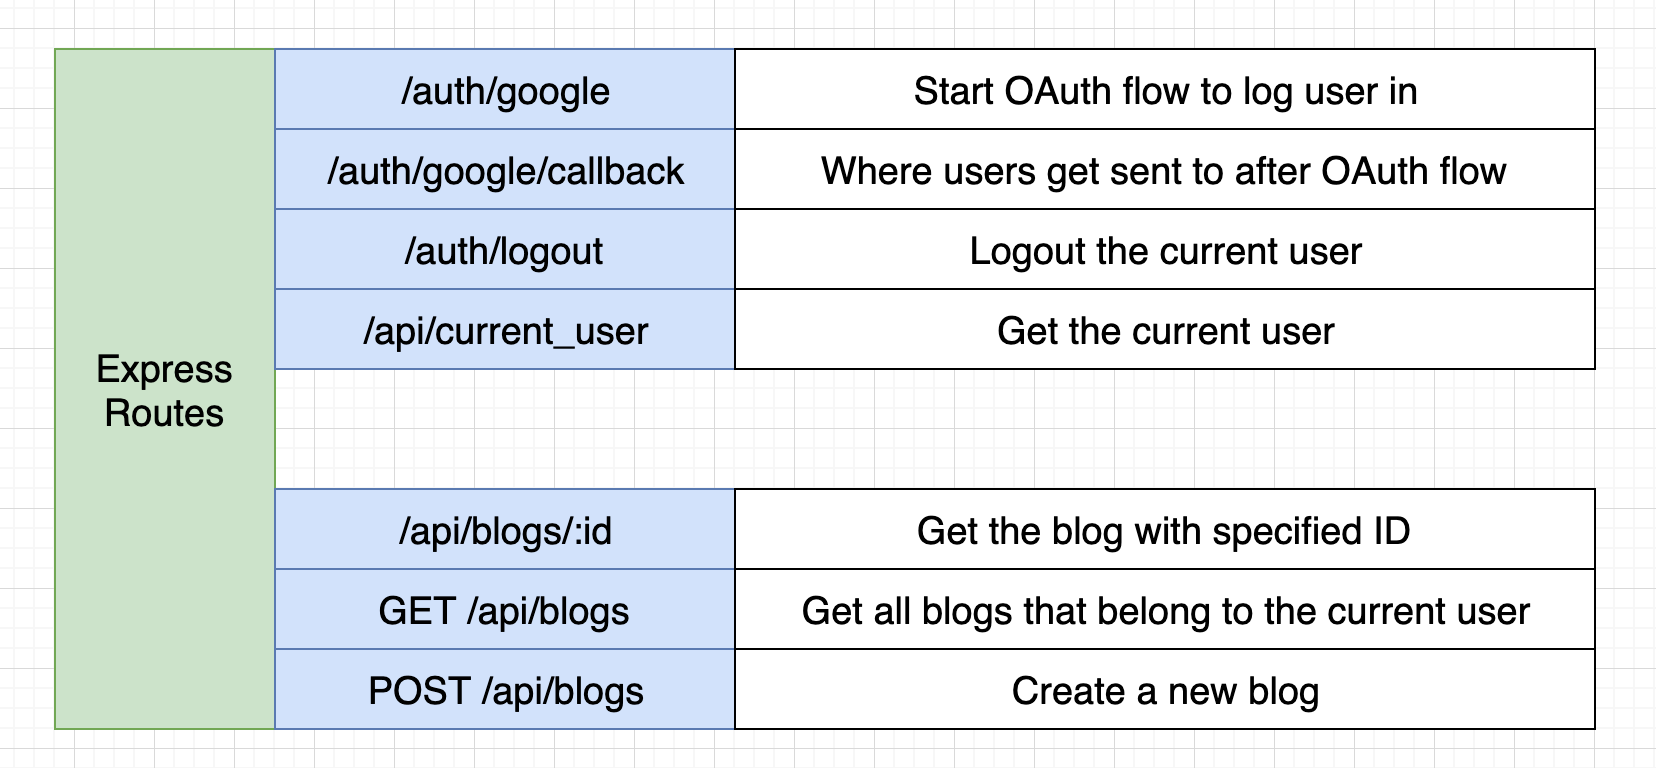 Express
Routes
/auth/google
Start OAuth flow to log user in
/auth/google/callback
Where users get sent to after OAuth flow
/auth/logout
Logout the current user
/api/current_user
Get the current user
/api/blogs/:id
Get the blog with specified ID
GET /api/blogs
Get all blogs that belong to the current user
POST /api/blogs
Create a new blog